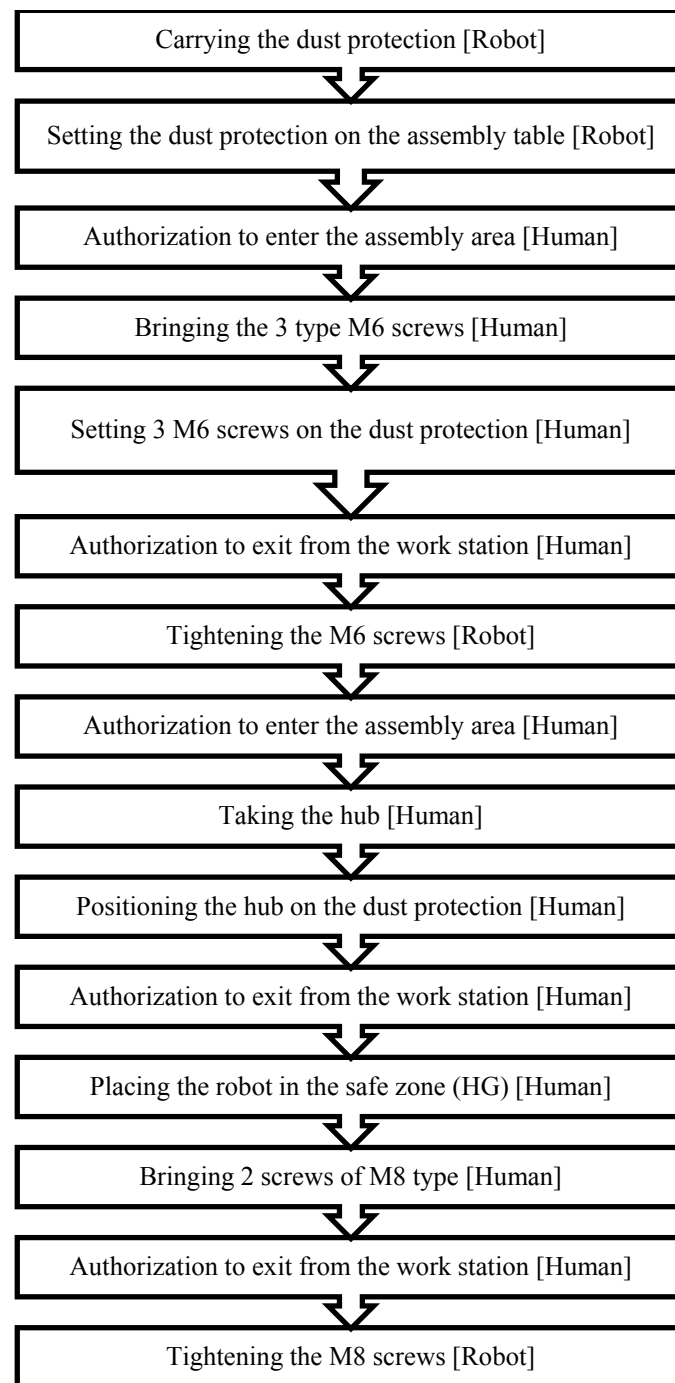 Carrying the dust protection [Robot]
Setting the dust protection on the assembly table [Robot]
Authorization to enter the assembly area [Human]
Bringing the 3 type M6 screws [Human]
Setting 3 M6 screws on the dust protection [Human]
Authorization to exit from the work station [Human]
Tightening the M6 screws [Robot]
Authorization to enter the assembly area [Human]
Taking the hub [Human]
Positioning the hub on the dust protection [Human]
Authorization to exit from the work station [Human]
Placing the robot in the safe zone (HG) [Human]
Bringing 2 screws of M8 type [Human]
Authorization to exit from the work station [Human]
Tightening the M8 screws [Robot]